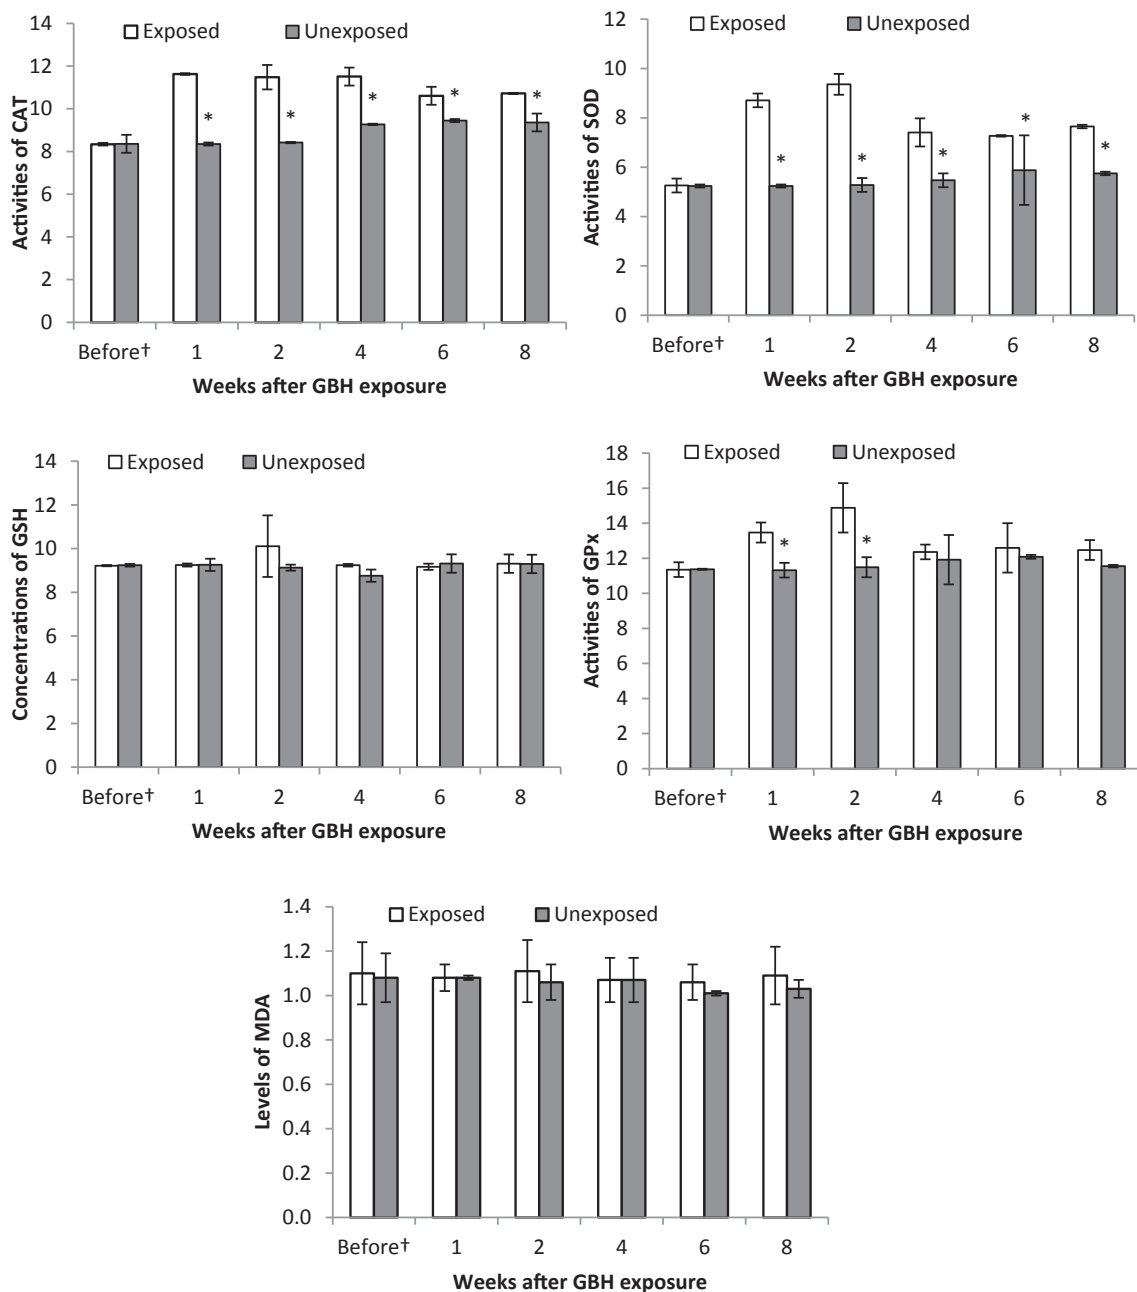 Exposed Unexposed
Activities of CAT
14
12
10
8
6
4
2
0
* * * * *
Before† 1 2 4 6 8
Weeks after GBH exposure
Exposed Unexposed
Activities of SOD
12
10
8
6
4
2
0
* * * * *
Before† 1 2 4 6 8
Weeks after GBH exposure
Exposed Unexposed
Concentrations of GSH
14
12
10
8
6
4
2
0
Before† 1 2 4 6 8
Weeks after GBH exposure
Exposed Unexposed
Activities of GPx
18
16
14
12
10
8
6
4
2
0
* *
Before† 1 2 4 6 8
Weeks after GBH exposure
Exposed Unexposed
Levels of MDA
1.4
1.2
1.0
0.8
0.6
0.4
0.2
0.0
Before† 1 2 4 6 8
Weeks after GBH exposure